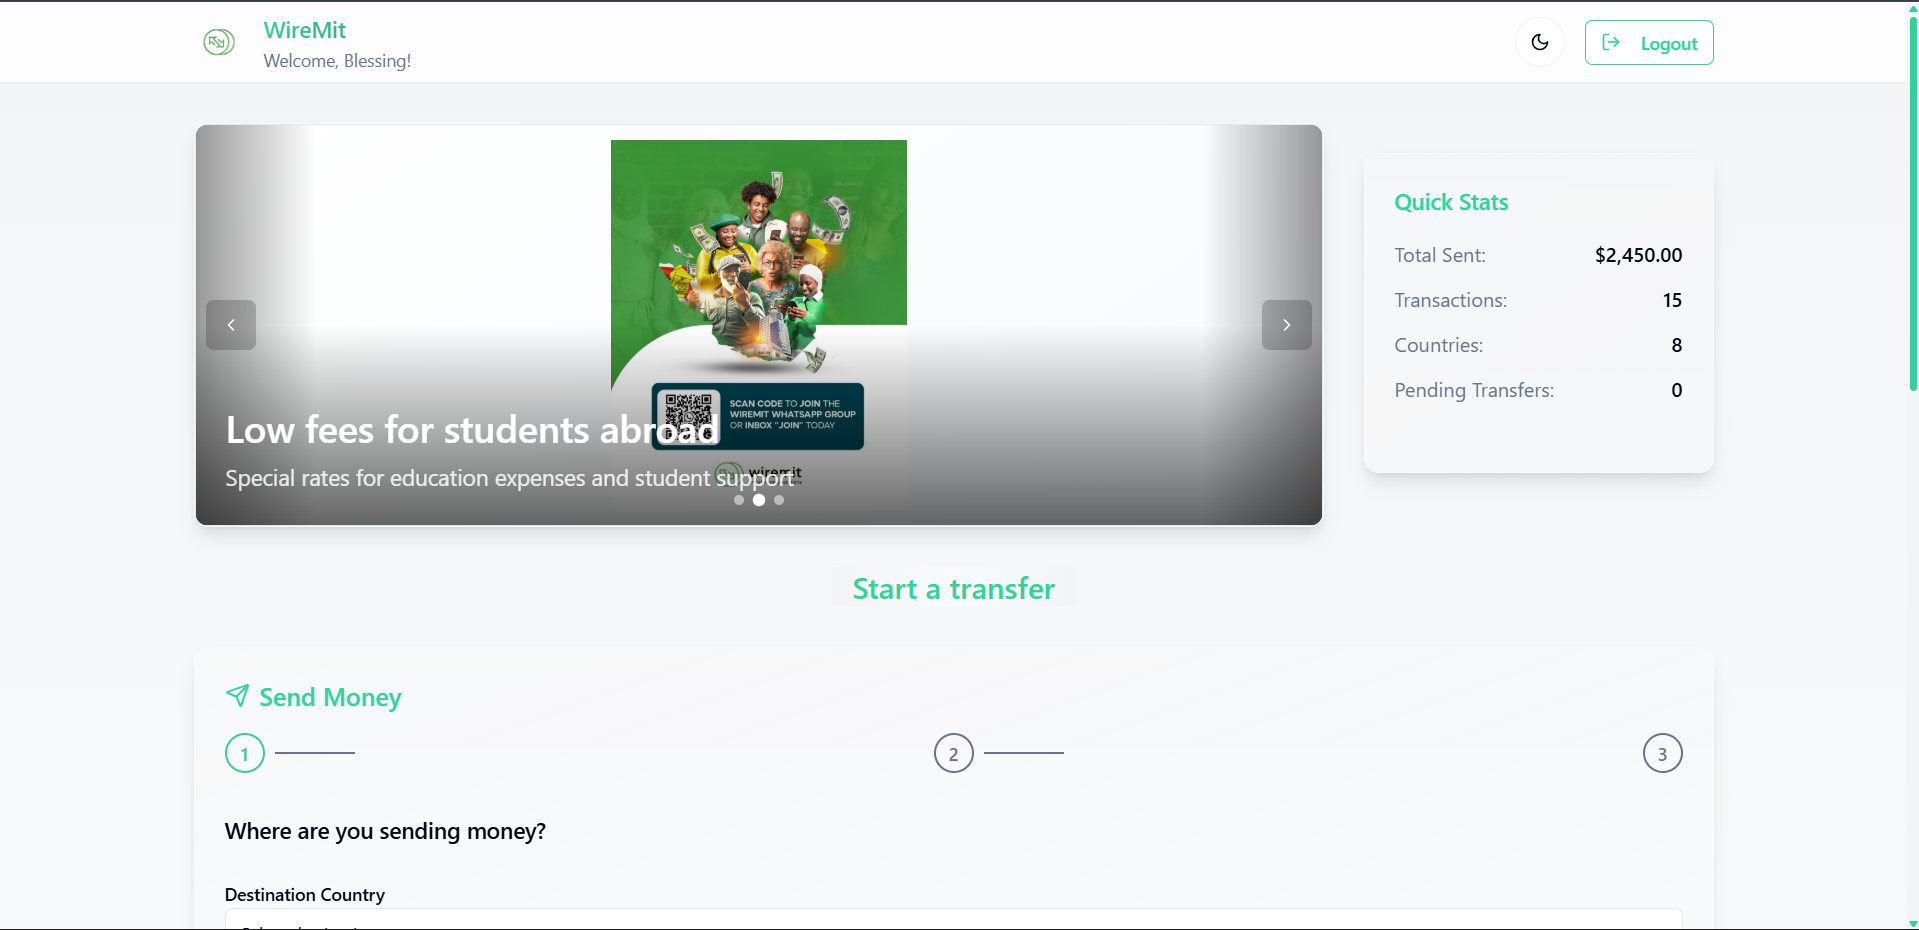 WireMit
Welcome, Blessing!
Logout
SCAN CODE TO JOIN THE
WIREMIT WHATSAPP GROUP
OR INBOX "JOIN" TODAY
wiremit
Low fees for students abroad
Special rates for education expenses and student support
Quick Stats
Total Sent: $2,450.00
Transactions: 15
Countries: 8
Pending Transfers: 0
Start a transfer
Send Money
1 2 3
Where are you sending money?
Destination Country